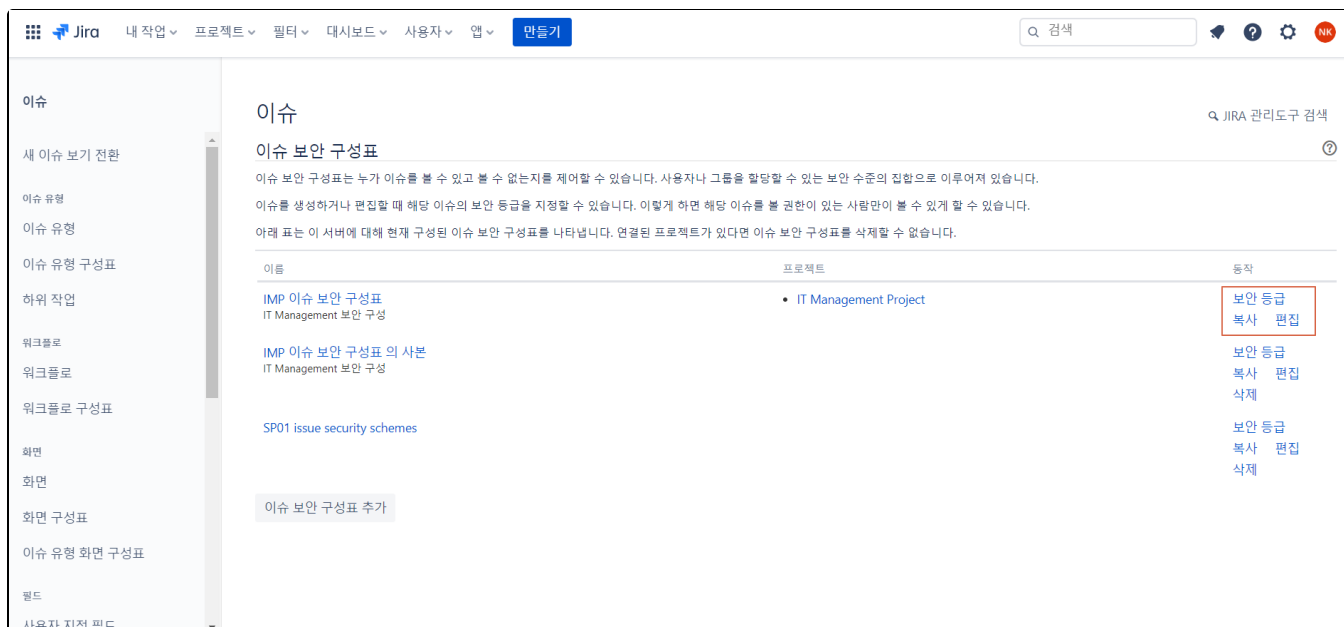 Jira 내 작업 프로젝트 필터 대시보드 사용자 앱 만들기 검색 NK
이슈
새 이슈 보기 전환
이슈 유형
이슈 유형
이슈 유형 구성표
하위 작업
워크플로
워크플로
워크플로 구성표
화면
화면
화면 구성표
이슈 유형 화면 구성표
필드
사용자 지정 필드
이슈
JIRA 관리도구 검색
이슈 보안 구성표
이슈 보안 구성표는 누가 이슈를 볼 수 있고 볼 수 없는지를 제어할 수 있습니다. 사용자나 그룹을 할당할 수 있는 보안 수준의 집합으로 이루어져 있습니다.
이슈를 생성하거나 편집할 때 해당 이슈의 보안 등급을 지정할 수 있습니다. 이렇게 하면 해당 이슈를 볼 권한이 있는 사람만이 볼 수 있게 할 수 있습니다.
아래 표는 이 서버에 대해 현재 구성된 이슈 보안 구성표를 나타냅니다. 연결된 프로젝트가 있다면 이슈 보안 구성표를 삭제할 수 없습니다.
이름 프로젝트 동작
IMP 이슈 보안 구성표 • IT Management Project 보안 등급
IT Management 보안 구성
복사 편집
IMP 이슈 보안 구성표 의 사본 보안 등급
IT Management 보안 구성
복사 편집
삭제
SP01 issue security schemes 보안 등급
복사 편집
삭제
이슈 보안 구성표 추가